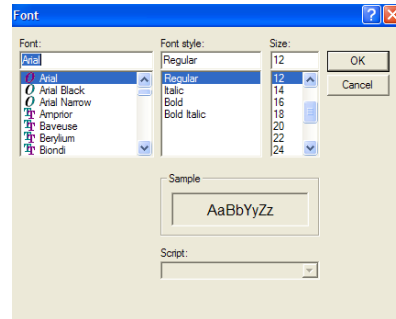 Font
Font:
Arial
Arial
Arial Black
Arial Narrow
Amprior
Baveuse
Berylium
Biondi
Font style:
Regular
Regular
Italic
Bold
Bold Italic
Size:
12
12
14
16
18
20
22
24
OK
Cancel
Sample
AaBbYyZz
Script: